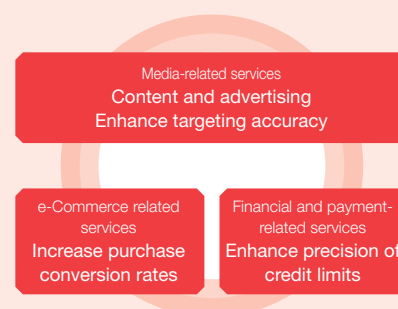 Media-related services
Content and advertising
Enhance targeting accuracy
e-Commerce related
services
Increase purchase
conversion rates
Financial and payment-
related services
Enhance precision of
credit limits